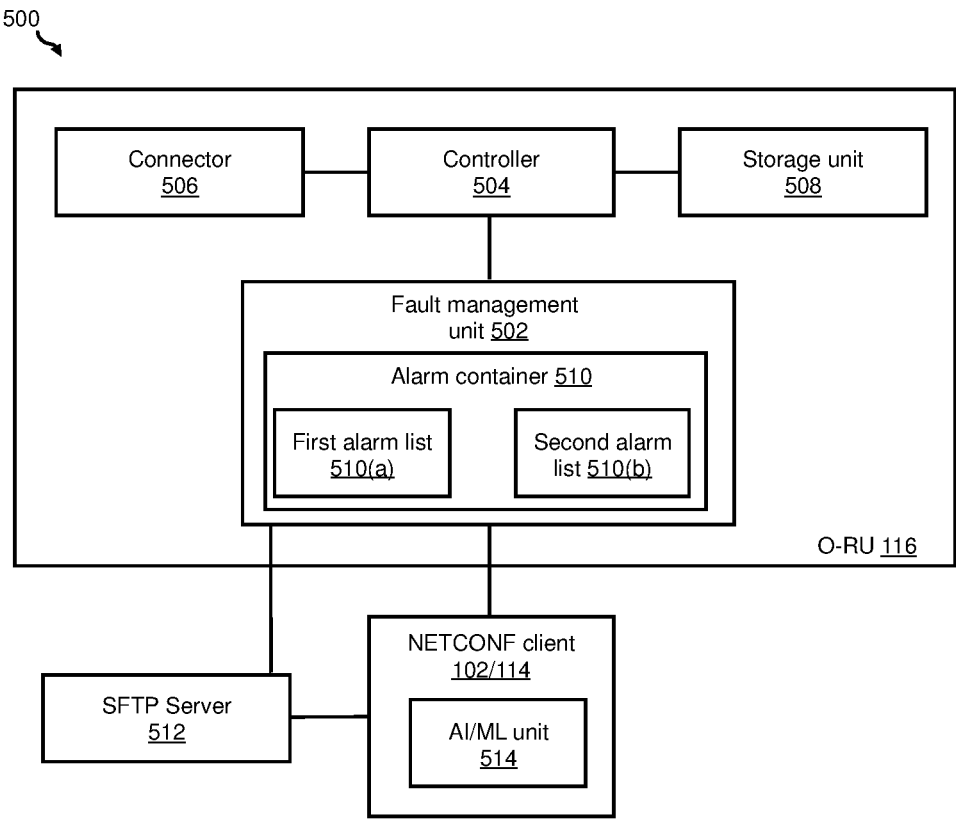 500
Connector
506
Controller
504
Storage unit
508
Fault management
unit 502
Alarm container 510
First alarm list
510(a)
Second alarm
list 510(b)
O-RU 116
NETCONF client
102/114
SFTP Server
512
AI/ML unit
514